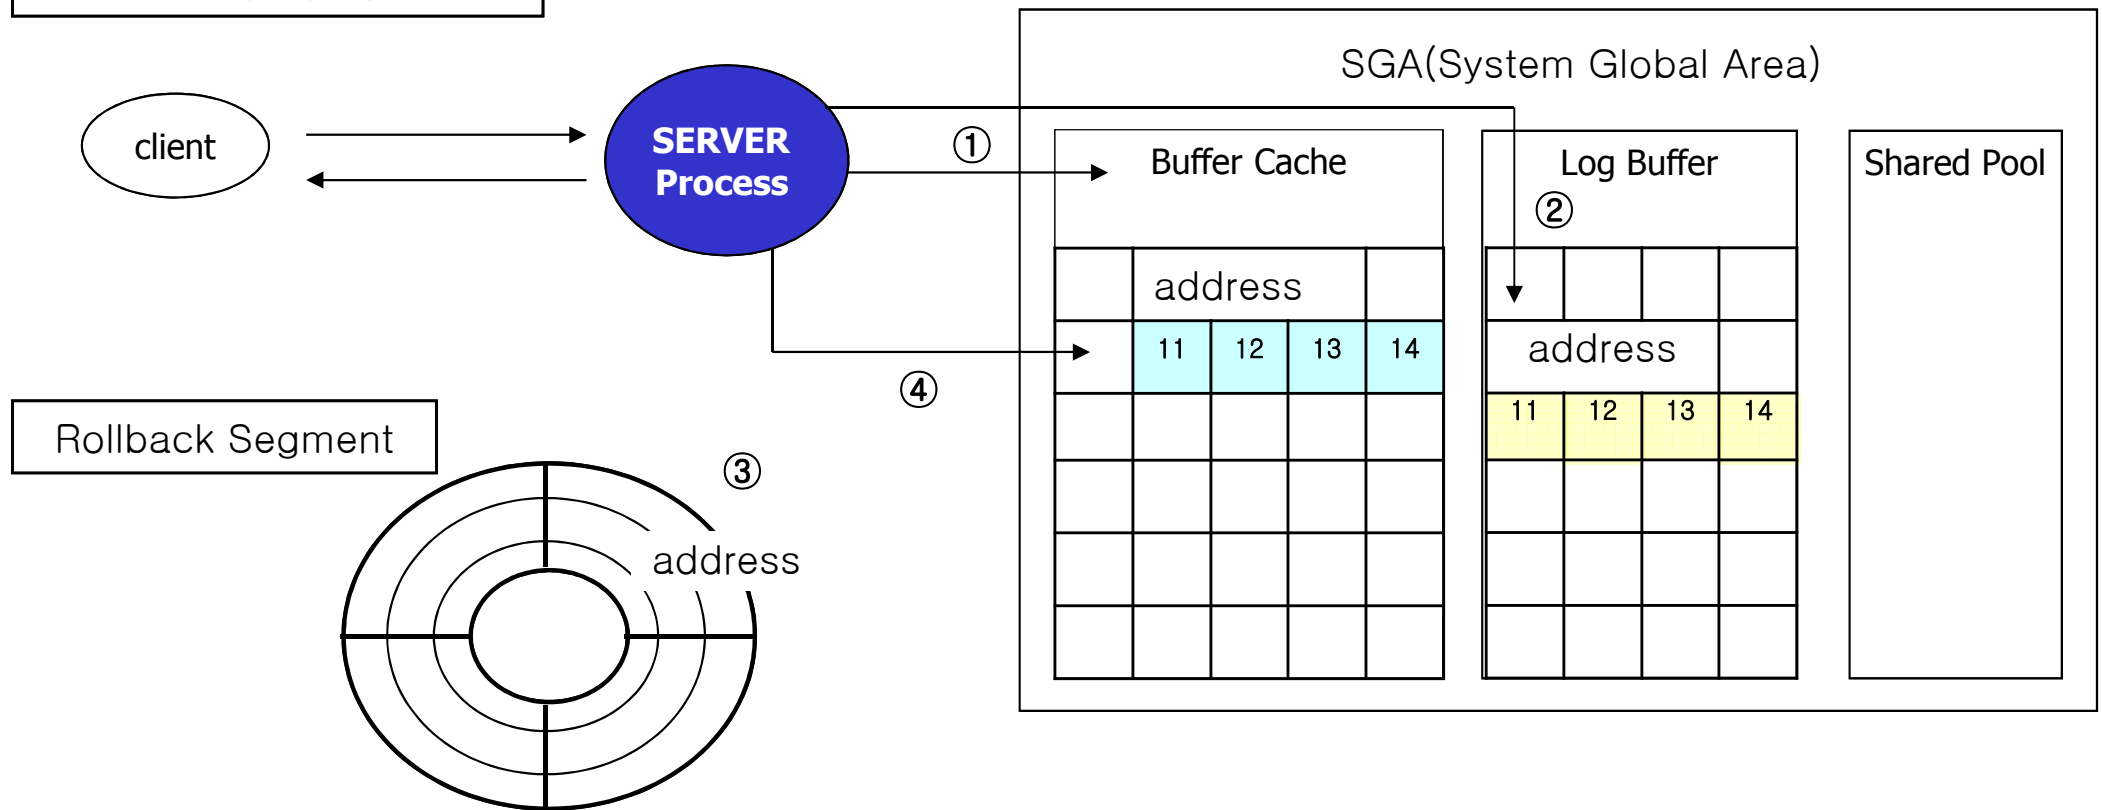 SGA(System Global Area)
client
SERVER
Process
①
Buffer Cache
Log Buffer
Shared Pool
②
address
11 12 13 14
address
11 12 13 14
④
Rollback Segment
③
address